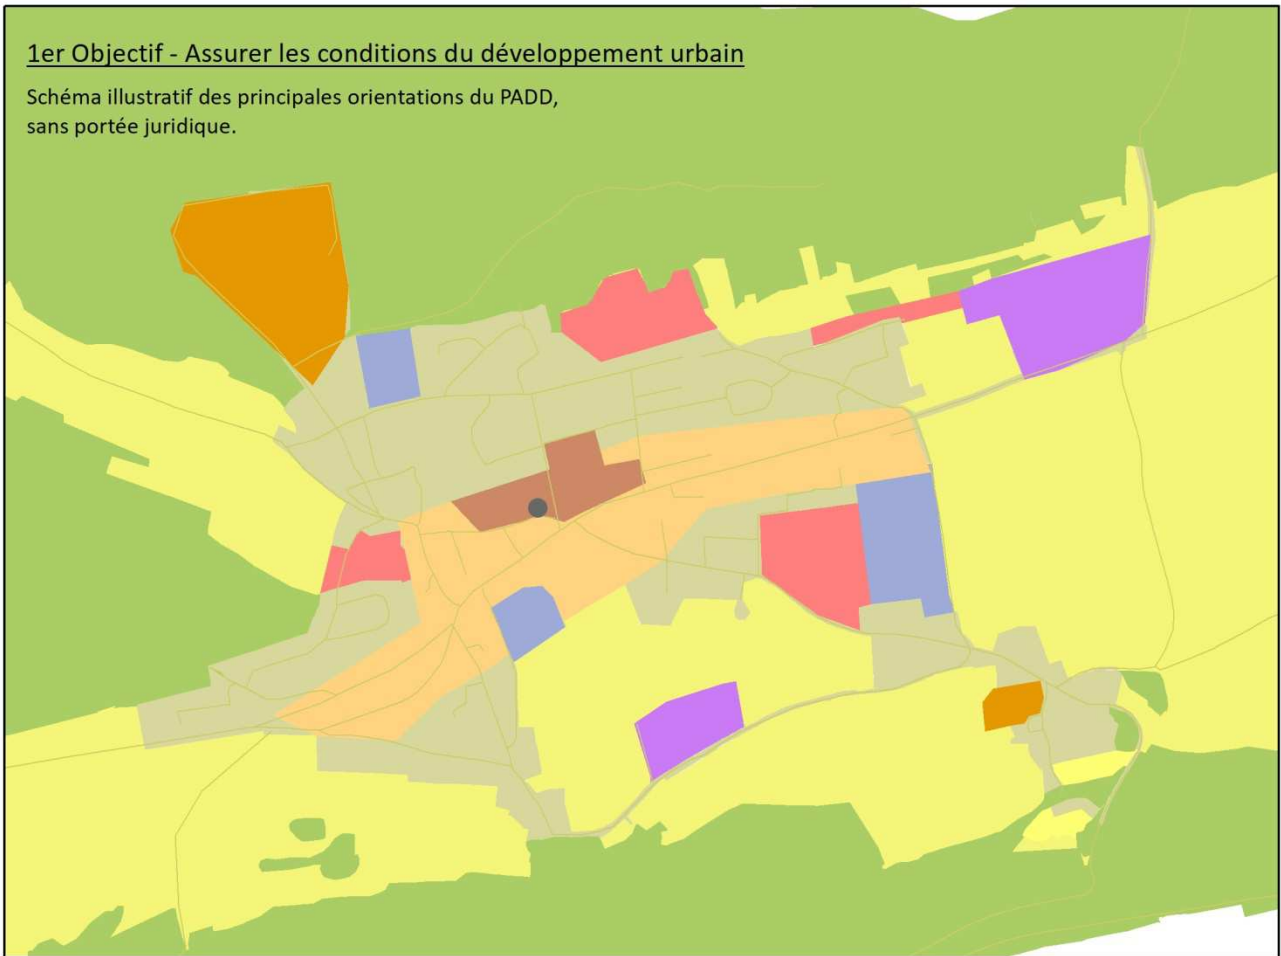 1er Objectif - Assurer les conditions du développement urbain
Schéma illustratif des principales orientations du PADD,
sans portée juridique.